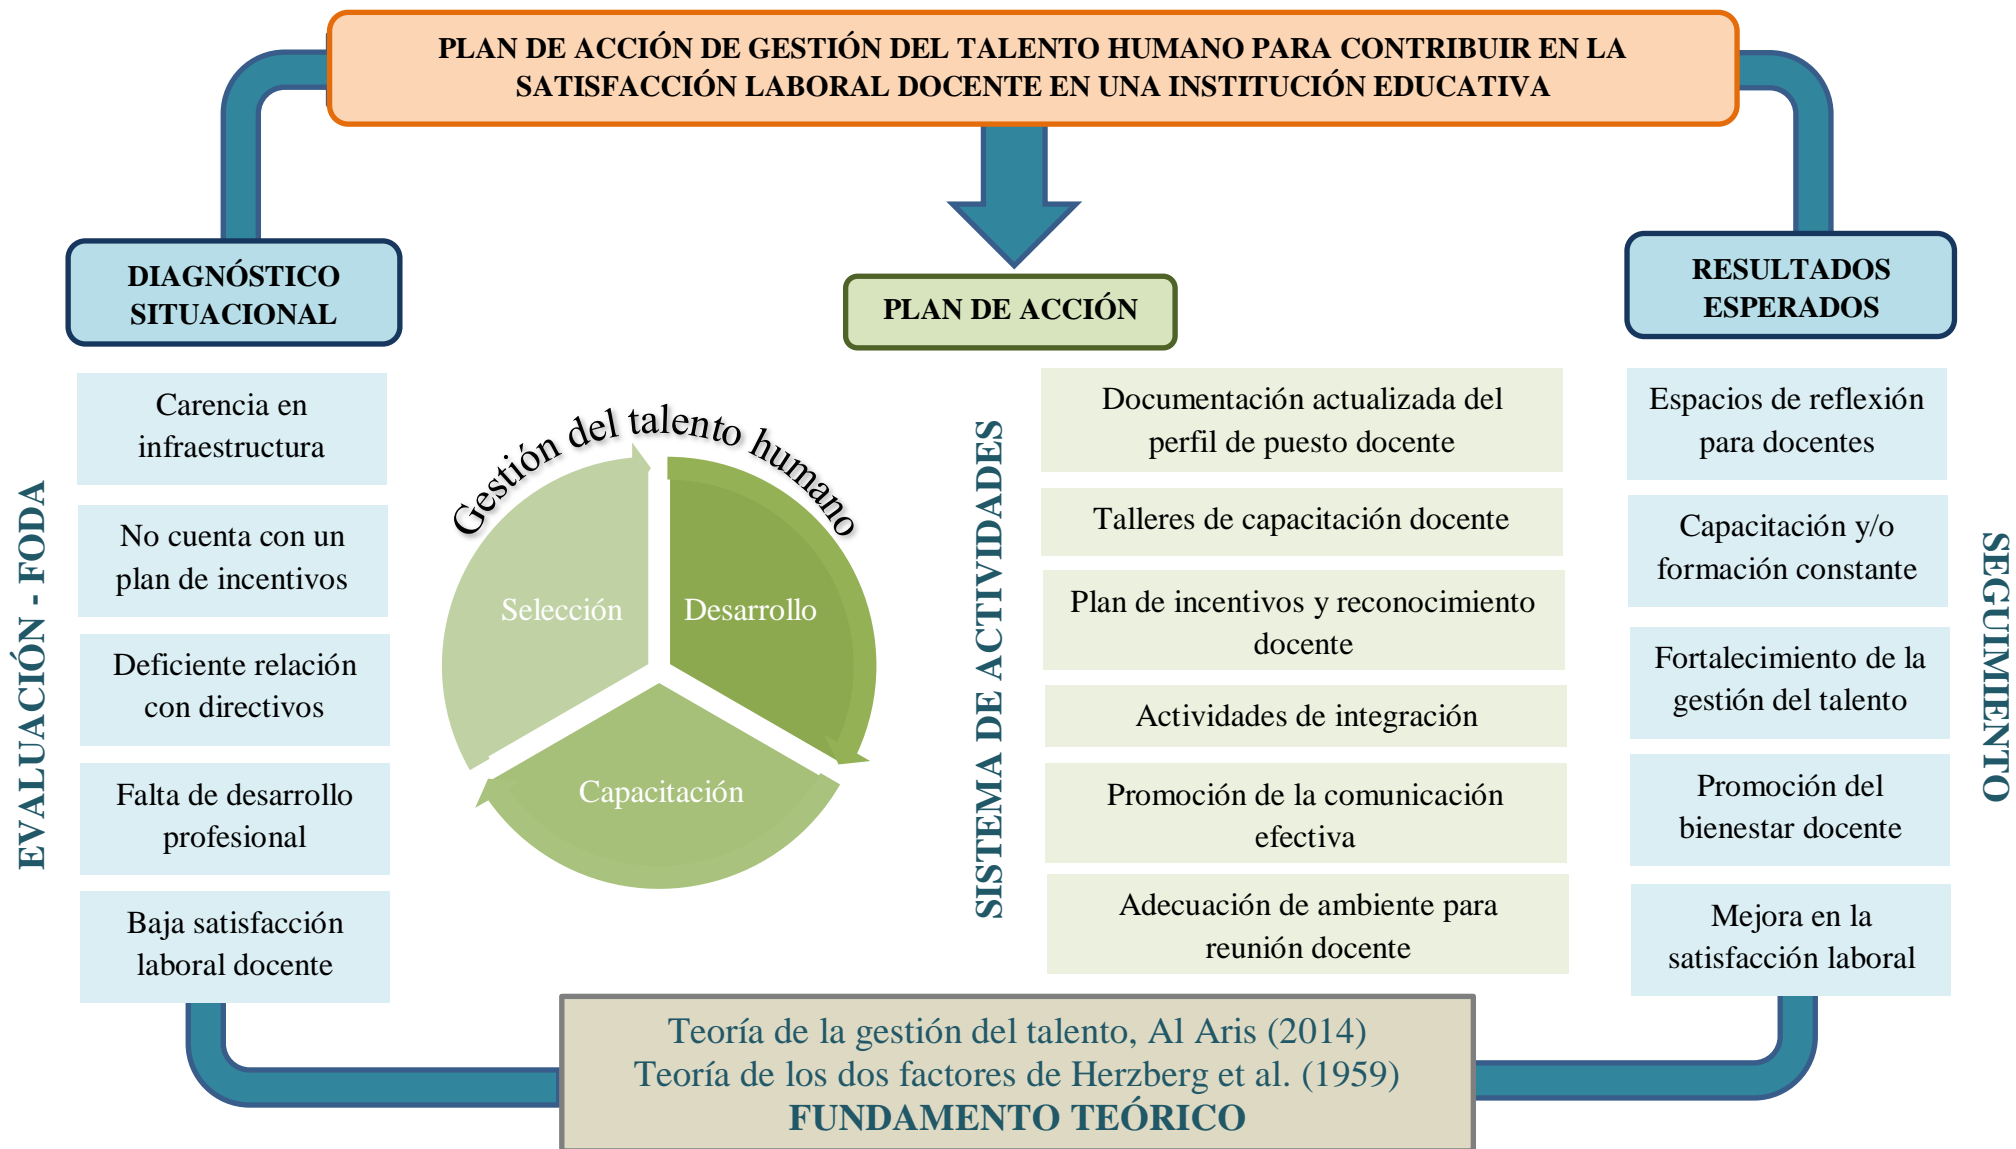 PLAN DE ACCIÓN DE GESTIÓN DEL TALENTO HUMANO PARA CONTRIBUIR EN LA
SATISFACCIÓN LABORAL DOCENTE EN UNA INSTITUCIÓN EDUCATIVA
DIAGNÓSTICO
SITUACIONAL
EVALUACIÓN - FODA
Carencia en
infraestructura
No cuenta con un
plan de incentivos
Deficiente relación
con directivos
Falta de desarrollo
profesional
Baja satisfacción
laboral docente
PLAN DE ACCIÓN
Gestión del talento humano
Selección
Desarrollo
Capacitación
SISTEMA DE ACTIVIDADES
Documentación actualizada del
perfil de puesto docente
Talleres de capacitación docente
Plan de incentivos y reconocimiento
docente
Actividades de integración
Promoción de la comunicación
efectiva
Adecuación de ambiente para
reunión docente
RESULTADOS
ESPERADOS
Espacios de reflexión
para docentes
Capacitación y/o
formación constante
Fortalecimiento de la
gestión del talento
Promoción del
bienestar docente
Mejora en la
satisfacción laboral
SEGUIMIENTO
Teoría de la gestión del talento, Al Aris (2014)
Teoría de los dos factores de Herzberg et al. (1959)
FUNDAMENTO TEÓRICO